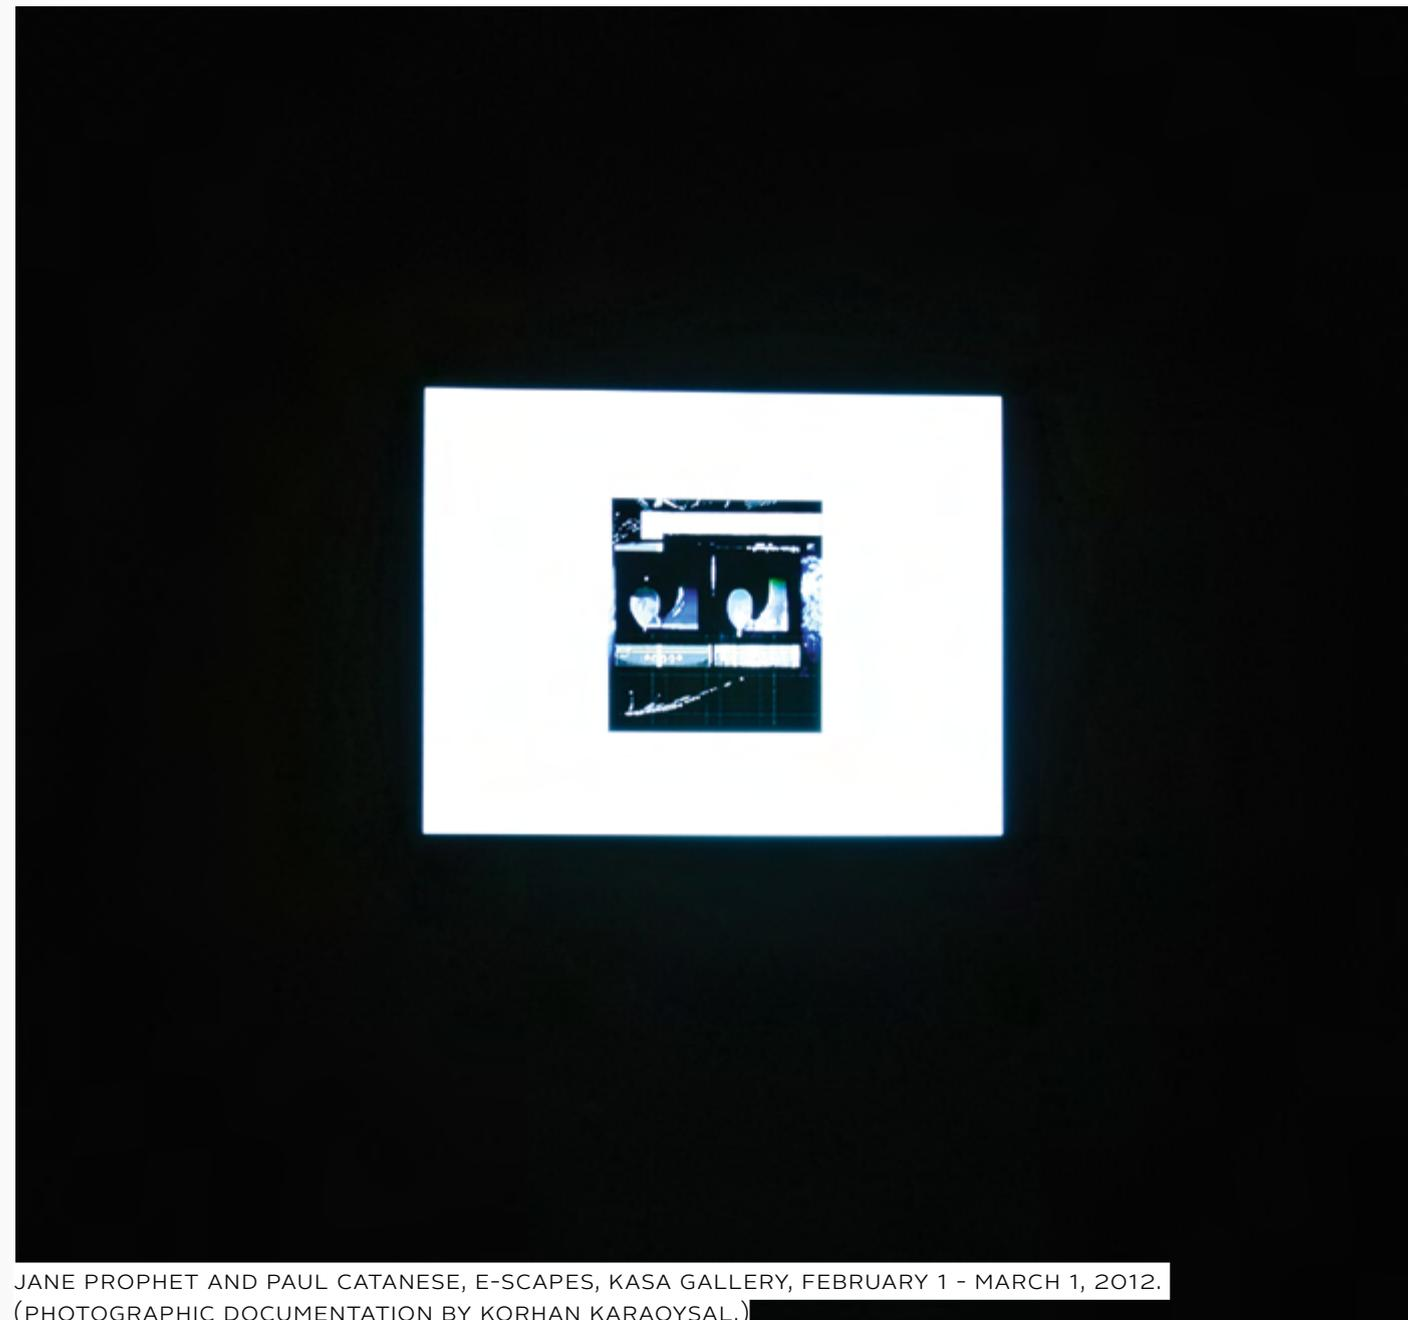 JANE PROPHET AND PAUL CATANESE, E-SCAPES, KASA GALLERY, FEBRUARY 1 - MARCH 1, 2012.
(PHOTOGRAPHIC DOCUMENTATION BY KORHAN KARAOYSAL.)